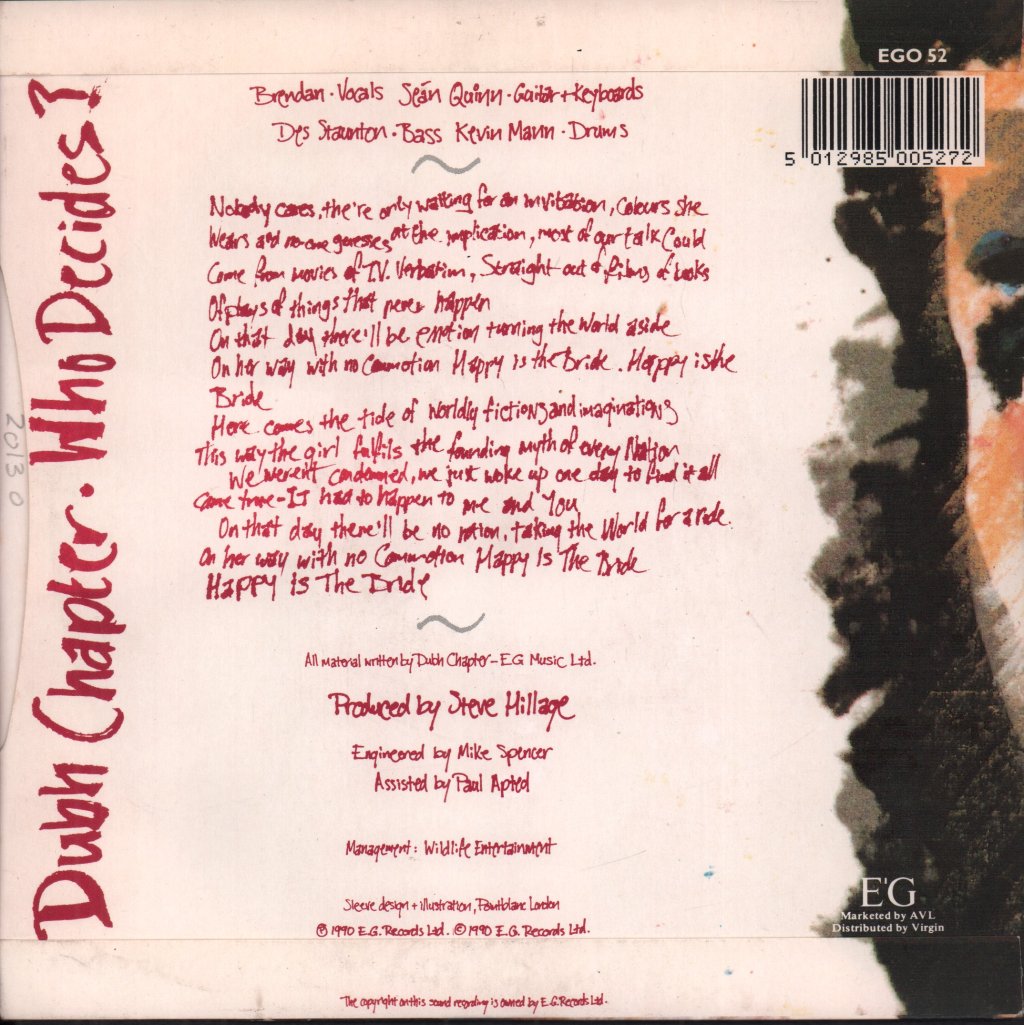 EGO 52
5 012985 005272
Dubh Chapter. Who Decides?
Brendan · Vocals Seán Quinn · Guitar + Keyboards
Des Staunton · Bass Kevin Mann · Drums
~
Nobody cares, the're only waiting for an invitation, Colours she
Wears and no-one guesses at the implication, most of our talk Could
Come from movies of T.V. Verbatim, Straight out of films of books
Of plays of things that never happen
On that day there'll be emotion turning the World aside
On her way with no Commotion Happy is the Bride. Happy is the
Bride
Here comes the tide of Worldly fictions and imaginations
This way the girl fulfils the founding myth of every Nation
We weren't condemned, we just woke up one day to find it all
came true - IT had to happen to me and You
On that day there'll be no notion, taking the World for a ride.
On her way with no Commotion Happy Is The Bride
Happy Is The Bride
~
All material written by Dubh Chapter - E.G Music Ltd.
Produced by Steve Hillage
Engineered by Mike Spencer
Assisted by Paul Apted
Management: Wildlife Entertainment
Sleeve design + illustration, Pointblanc London
℗ 1990 E.G. Records Ltd. © 1990 E.G. Records Ltd.
The copyright on this sound recording is owned by E.G. Records Ltd.
E'G
Marketed by AVL
Distributed by Virgin
20130